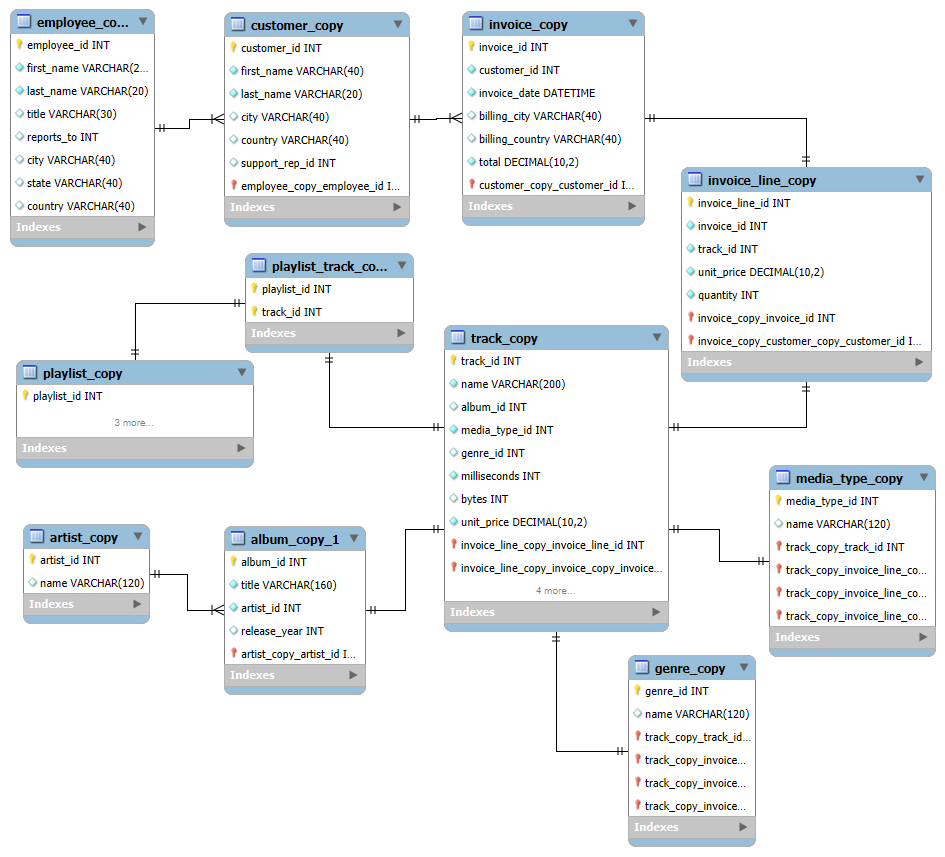 employee_co...
employee_id INT
first_name VARCHAR(2...
last_name VARCHAR(20)
title VARCHAR(30)
reports_to INT
city VARCHAR(40)
state VARCHAR(40)
country VARCHAR(40)
Indexes
customer_copy
customer_id INT
first_name VARCHAR(40)
last_name VARCHAR(20)
city VARCHAR(40)
country VARCHAR(40)
support_rep_id INT
employee_copy_employee_id I...
Indexes
invoice_copy
invoice_id INT
customer_id INT
invoice_date DATETIME
billing_city VARCHAR(40)
billing_country VARCHAR(40)
total DECIMAL(10,2)
customer_copy_customer_id I...
Indexes
invoice_line_copy
invoice_line_id INT
invoice_id INT
track_id INT
unit_price DECIMAL(10,2)
quantity INT
invoice_copy_invoice_id INT
invoice_copy_customer_copy_customer_id I...
Indexes
playlist_track_co...
playlist_id INT
track_id INT
Indexes
playlist_copy
playlist_id INT
3 more...
Indexes
track_copy
track_id INT
name VARCHAR(200)
album_id INT
media_type_id INT
genre_id INT
milliseconds INT
bytes INT
unit_price DECIMAL(10,2)
invoice_line_copy_invoice_line_id INT
invoice_line_copy_invoice_copy_invoice...
4 more...
Indexes
media_type_copy
media_type_id INT
name VARCHAR(120)
track_copy_track_id INT
track_copy_invoice_line_co...
track_copy_invoice_line_co...
track_copy_invoice_line_co...
Indexes
artist_copy
artist_id INT
name VARCHAR(120)
Indexes
album_copy_1
album_id INT
title VARCHAR(160)
artist_id INT
release_year INT
artist_copy_artist_id I...
Indexes
genre_copy
genre_id INT
name VARCHAR(120)
track_copy_track_id...
track_copy_invoice...
track_copy_invoice...
track_copy_invoice...
Indexes